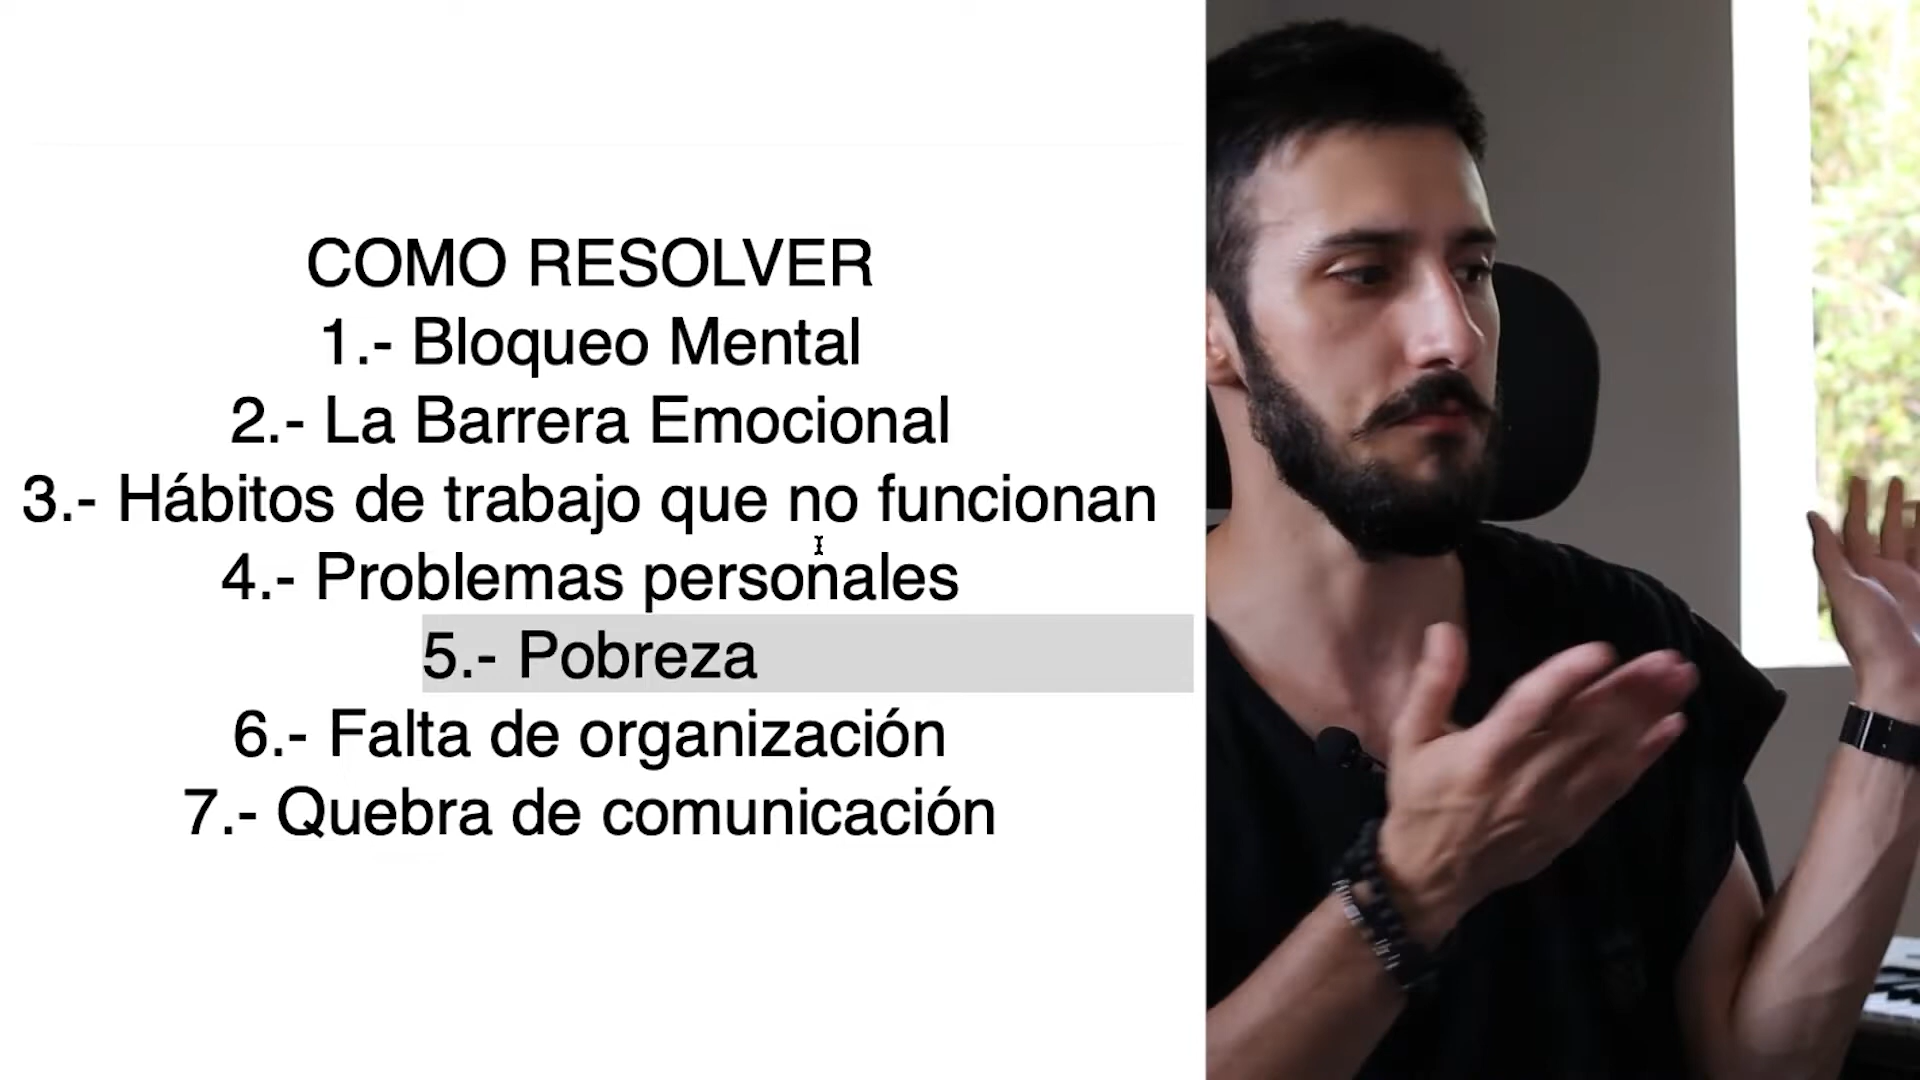 COMO RESOLVER
1.- Bloqueo Mental
2.- La Barrera Emocional
3.- Hábitos de trabajo que no funcionan
4.- Problemas personales
5.- Pobreza
6.- Falta de organización
7.- Quebra de comunicación